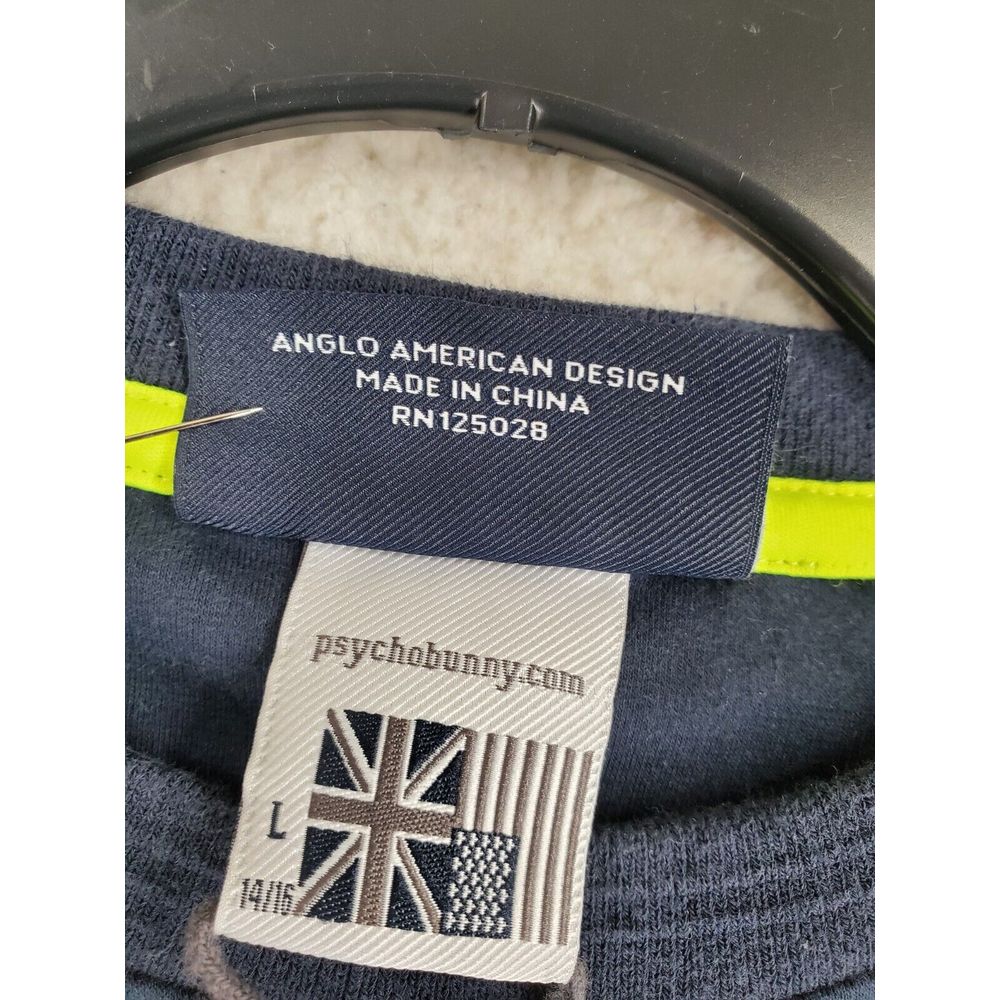 ANGLO AMERICAN DESIGN
MADE IN CHINA
RN125028
psychobunny.com
L
14/16